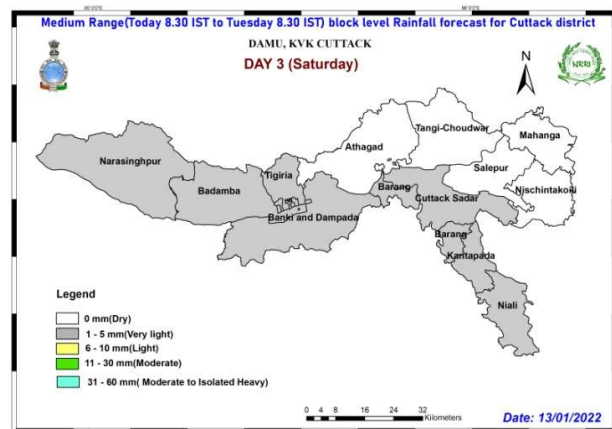 Medium Range(Today 8.30 IST to Tuesday 8.30 IST) block level Rainfall forecast for Cuttack district
DAMU, KVK CUTTACK
DAY 3 (Saturday)
NRRI
N
Tangi-Choudwar
Mahanga
Athagad
Narasinghpur
Salepur
Tigiria
Badamba
Barang
Nischintakoili
Cuttack Sadar
Banki and Dampada
Barang
Kantapada
Niali
Legend
0 mm(Dry)
1 - 5 mm(Very light)
6 - 10 mm(Light)
11 - 30 mm(Moderate)
31 - 60 mm( Moderate to Isolated Heavy)
0 4 8 16 24 32
Kilometers
Date: 13/01/2022